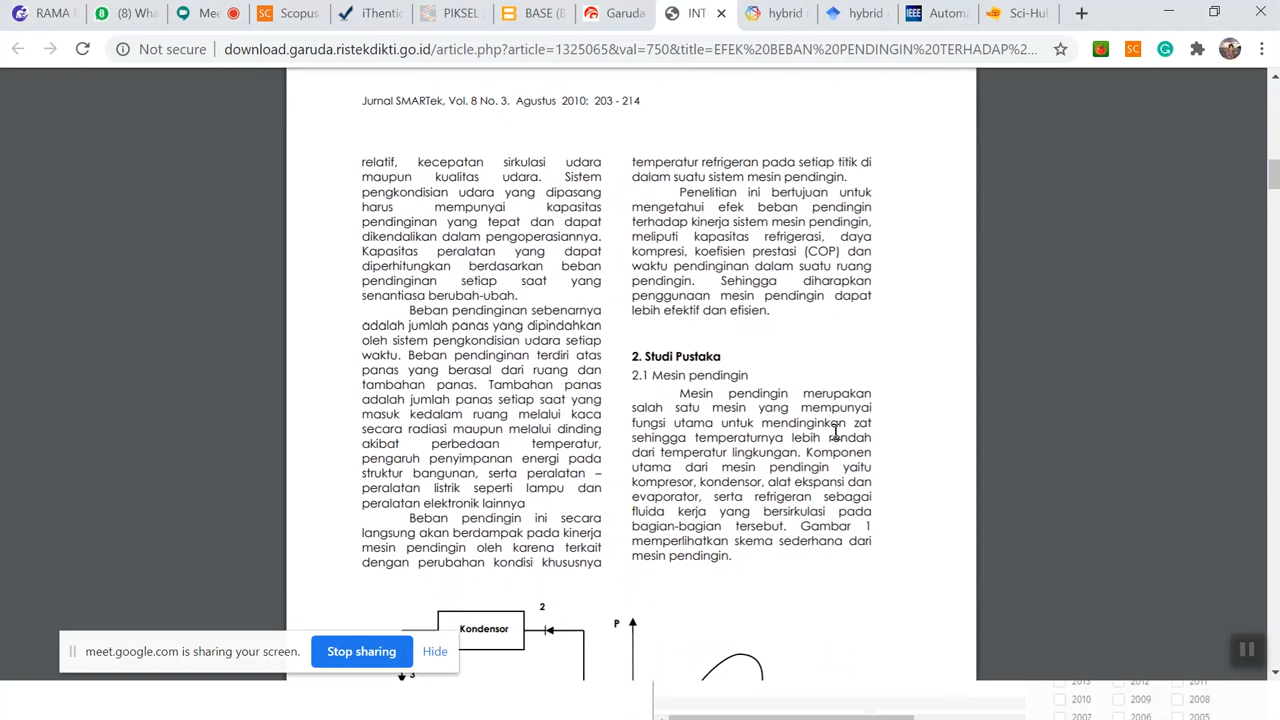 RAMA F
(8) Wha
Mee
Scopus
iThentic
PIKSEL
BASE (B
Garuda
INTE
hybrid
hybrid
Automa
Sci-Hub
Not secure
download.garuda.ristekdikti.go.id/article.php?article=1325065&val=750&title=EFEK%20BEBAN%20PENDINGIN%20TERHADAP%2...
Jurnal SMARTek, Vol. 8 No. 3. Agustus 2010: 203 - 214
relatif, kecepatan sirkulasi udara
maupun kualitas udara. Sistem
pengkondisian udara yang dipasang
harus mempunyai kapasitas
pendinginan yang tepat dan dapat
dikendalikan dalam pengoperasiannya.
Kapasitas peralatan yang dapat
diperhitungkan berdasarkan beban
pendinginan setiap saat yang
senantiasa berubah-ubah.
Beban pendinginan sebenarnya
adalah jumlah panas yang dipindahkan
oleh sistem pengkondisian udara setiap
waktu. Beban pendinginan terdiri atas
panas yang berasal dari ruang dan
tambahan panas. Tambahan panas
adalah jumlah panas setiap saat yang
masuk kedalam ruang melalui kaca
secara radiasi maupun melalui dinding
akibat perbedaan temperatur,
pengaruh penyimpanan energi pada
struktur bangunan, serta peralatan –
peralatan listrik seperti lampu dan
peralatan elektronik lainnya
Beban pendingin ini secara
langsung akan berdampak pada kinerja
mesin pendingin oleh karena terkait
dengan perubahan kondisi khususnya
temperatur refrigeran pada setiap titik di
dalam suatu sistem mesin pendingin.
Penelitian ini bertujuan untuk
mengetahui efek beban pendingin
terhadap kinerja sistem mesin pendingin,
meliputi kapasitas refrigerasi, daya
kompresi, koefisien prestasi (COP) dan
waktu pendinginan dalam suatu ruang
pendingin. Sehingga diharapkan
penggunaan mesin pendingin dapat
lebih efektif dan efisien.
2. Studi Pustaka
2.1 Mesin pendingin
Mesin pendingin merupakan
salah satu mesin yang mempunyai
fungsi utama untuk mendinginkan zat
sehingga temperaturnya lebih rendah
dari temperatur lingkungan. Komponen
utama dari mesin pendingin yaitu
kompresor, kondensor, alat ekspansi dan
evaporator, serta refrigeran sebagai
fluida kerja yang bersirkulasi pada
bagian-bagian tersebut. Gambar 1
memperlihatkan skema sederhana dari
mesin pendingin.
2
Kondensor
3
P
meet.google.com is sharing your screen.
Stop sharing
Hide
2013 2012 2011
2010 2009 2008
2007 2006 2005